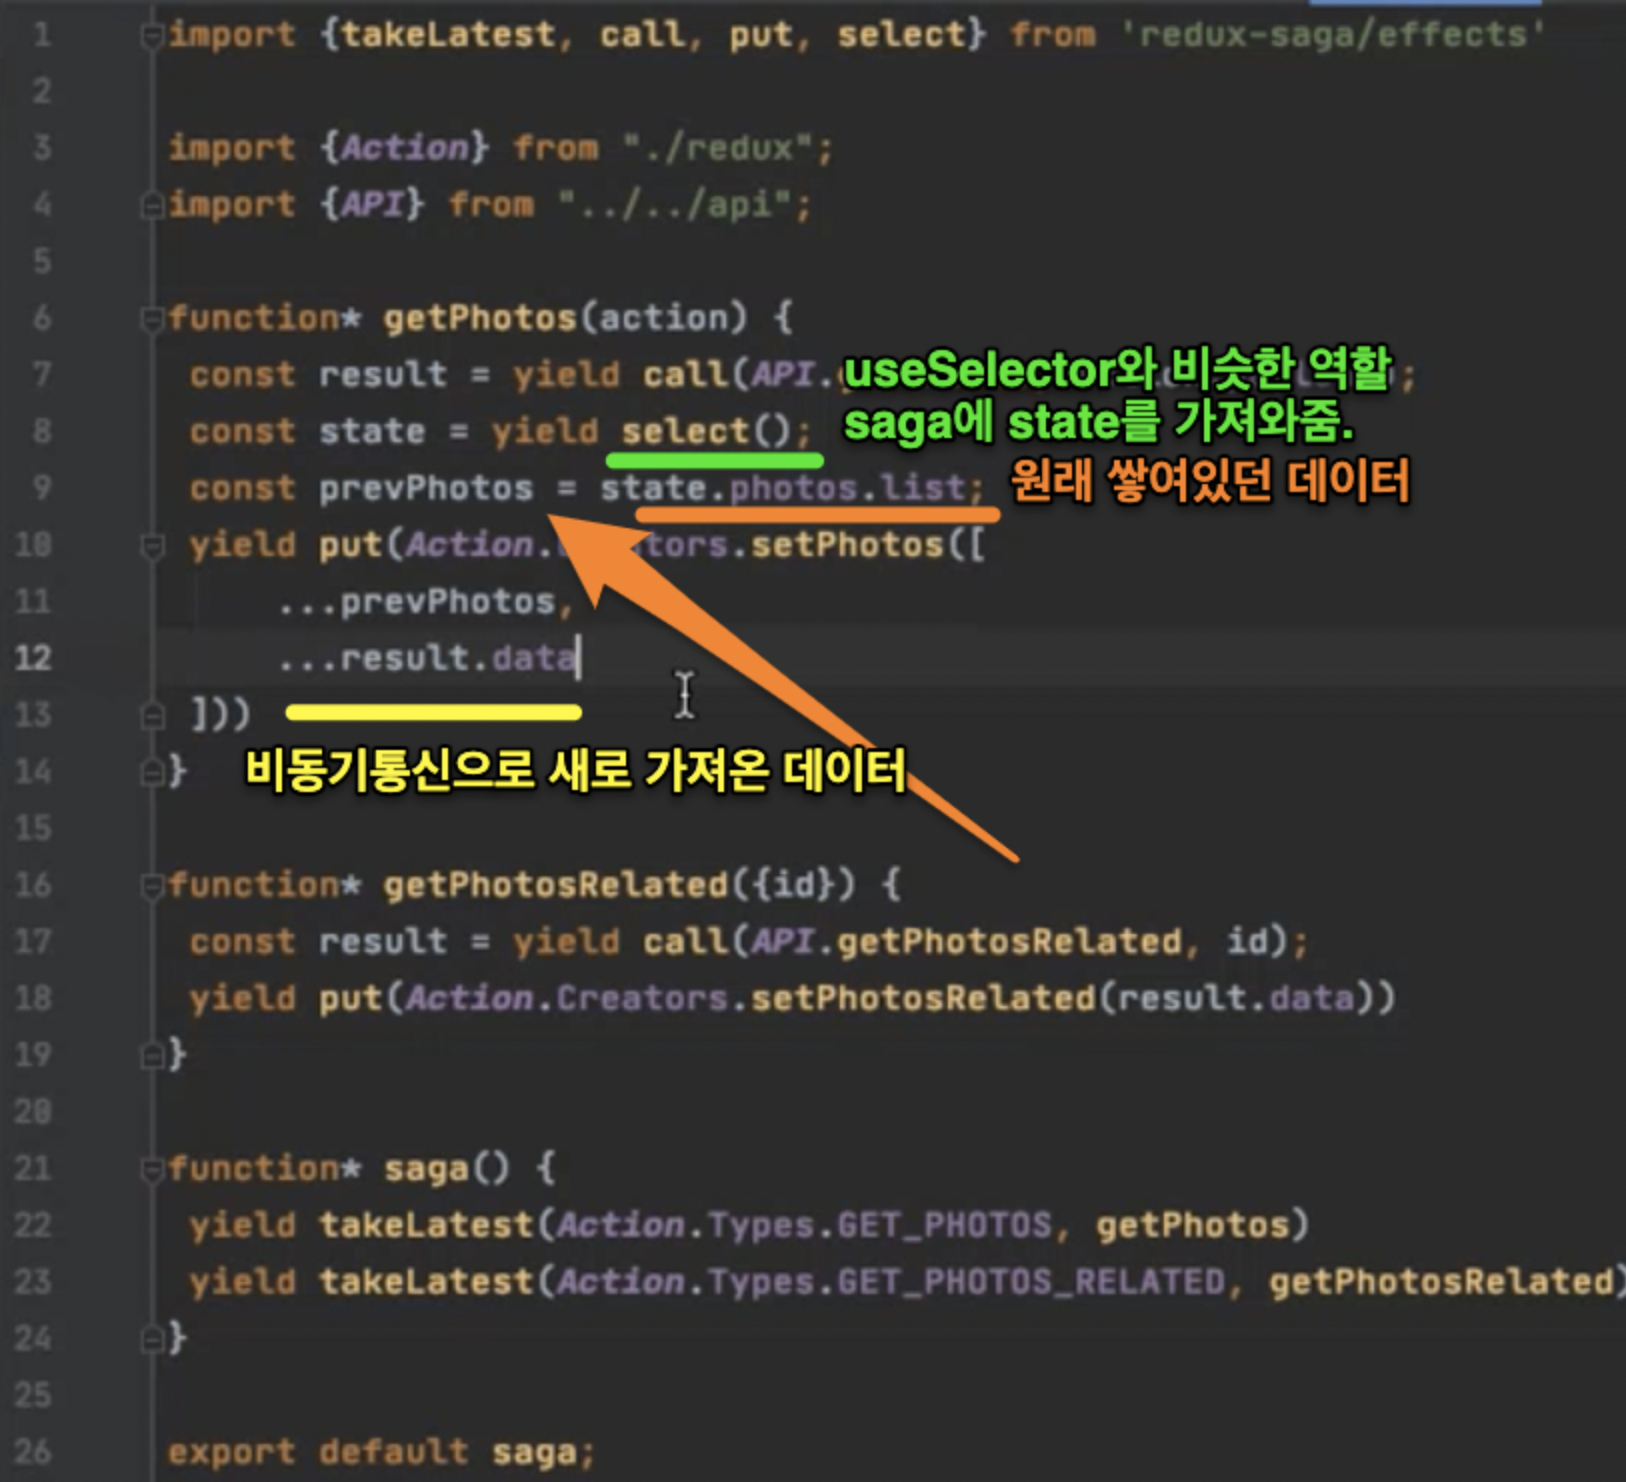 1 import {takeLatest, call, put, select} from 'redux-saga/effects'
2
3 import {Action} from "./redux";
4 import {API} from "../../api";
5
6 function* getPhotos(action) {
7 const result = yield call(API. ;
useSelector와 비슷한 역할
8 const state = yield select();
saga에 state를 가져와줌.
9 const prevPhotos = state.photos.list;
원래 쌓여있던 데이터
10 yield put(Action. tors.setPhotos([
11 ...prevPhotos,
12 ...result.data
13 ]))
비동기통신으로 새로 가져온 데이터
14 }
15
16 function* getPhotosRelated({id}) {
17 const result = yield call(API.getPhotosRelated, id);
18 yield put(Action.Creators.setPhotosRelated(result.data))
19 }
20
21 function* saga() {
22 yield takeLatest(Action.Types.GET_PHOTOS, getPhotos)
23 yield takeLatest(Action.Types.GET_PHOTOS_RELATED, getPhotosRelated)
24 }
25
26 export default saga;